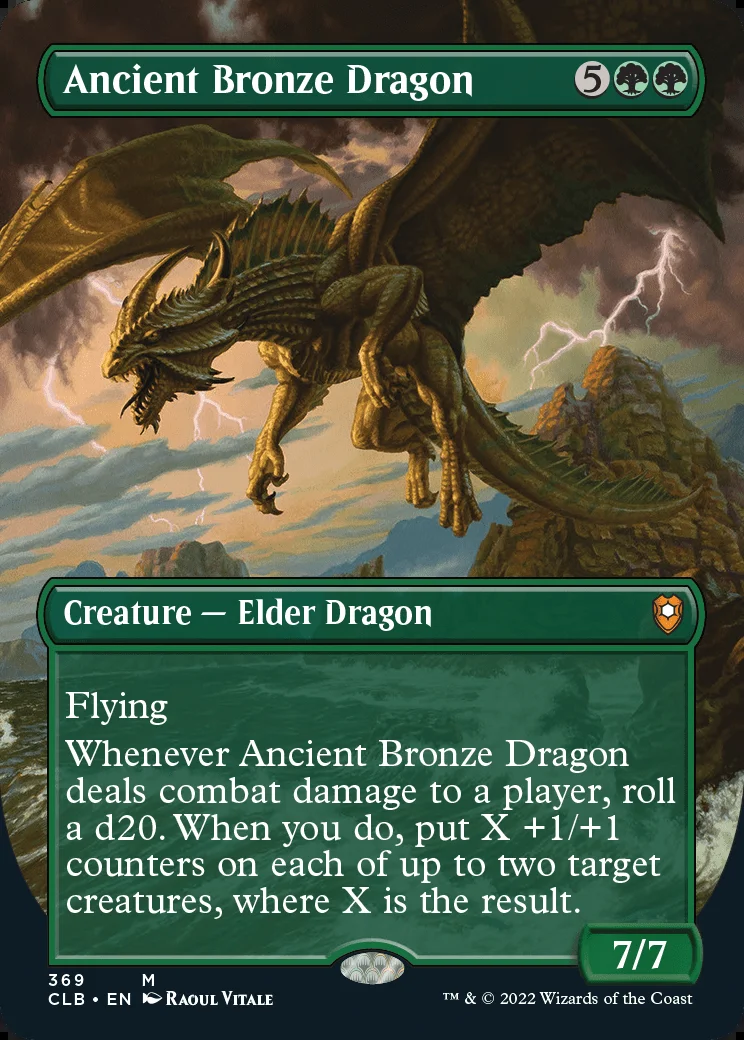 Ancient Bronze Dragon 5
Creature — Elder Dragon
Flying
Whenever Ancient Bronze Dragon
deals combat damage to a player, roll
a d20. When you do, put X +1/+1
counters on each of up to two target
creatures, where X is the result.
7/7
369 M
CLB • EN Raoul Vitale ™ & © 2022 Wizards of the Coast